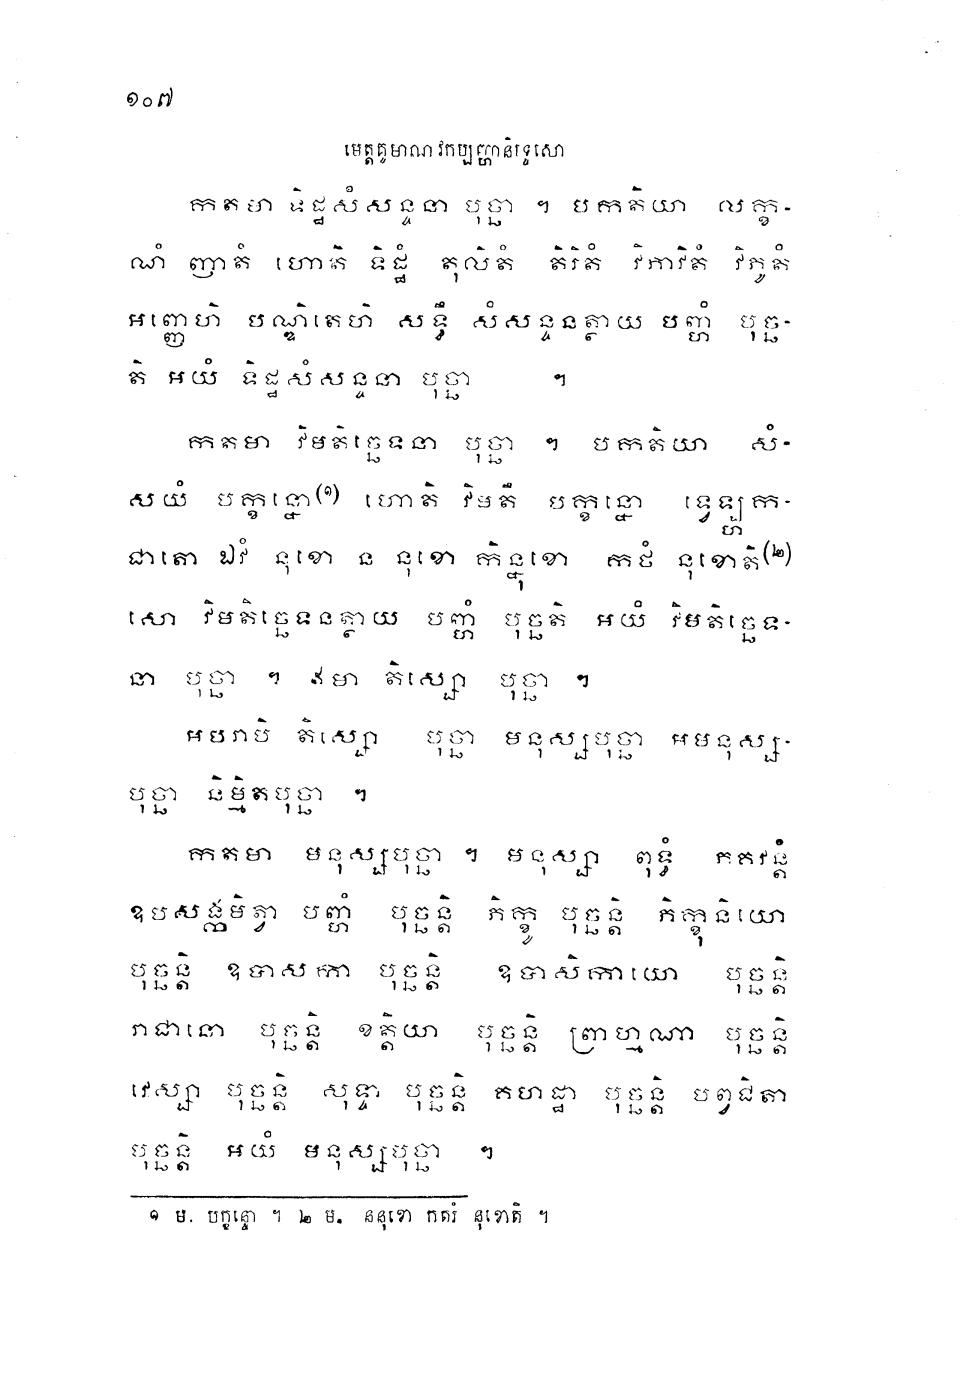 ១០៧
មេត្តគូមាណវកប្បញ្ហានិទ្ទេសោ
កតមា ទិដ្ឋសំសន្ទនា បុច្ឆា ។ បកតិយា លក្ខ-
ណំ ញាតំ ហោតិ ទិដ្ឋំ តុលិតំ តិរិតំ វិភាវិតំ វិភូតំ
អញ្ញេហិ បណ្ឌិតេហិ សទ្ធឹ សំសន្ទនត្ថាយ បញ្ហំ បុច្ឆ-
តិ អយំ ទិដ្ឋសំសន្ទនា បុច្ឆា ។
កតមា វិមតិច្ឆេទនា បុច្ឆា ។ បកតិយា សំ-
សយំ បក្ខន្នោ(១) ហោតិ វិមតឹ បក្ខន្នោ ទ្វេឡ្ហក-
ជាតោ ឯវំ នុខោ ន នុខោ កិន្នុខោ កថំ នុខោតិ(២)
សោ វិមតិច្ឆេទនត្ថាយ បញ្ហំ បុច្ឆតិ អយំ វិមតិច្ឆេទ-
នា បុច្ឆា ។ ឥមា តិស្សោ បុច្ឆា ។
អបរាបិ តិស្សោ បុច្ឆា មនុស្សបុច្ឆា អមនុស្ស-
បុច្ឆា និម្មិតបុច្ឆា ។
កតមា មនុស្សបុច្ឆា ។ មនុស្សា ពុទ្ធំ ភគវន្តំ
ឧបសង្កមិត្វា បញ្ហំ បុច្ឆន្តិ ភិក្ខូ បុច្ឆន្តិ ភិក្ខុនិយោ
បុច្ឆន្តិ ឧបាសកា បុច្ឆន្តិ ឧបាសិកាយោ បុច្ឆន្តិ
រាជានោ បុច្ឆន្តិ ខត្តិយា បុច្ឆន្តិ ព្រាហ្មណា បុច្ឆន្តិ
វេស្សា បុច្ឆន្តិ សុទ្ទា បុច្ឆន្តិ គហដ្ឋា បុច្ឆន្តិ បព្វជិតា
បុច្ឆន្តិ អយំ មនុស្សបុច្ឆា ។
១ ម. បក្ខន្ទោ ។ ២ ម. ននុខោ កថំ នុខោតិ ។